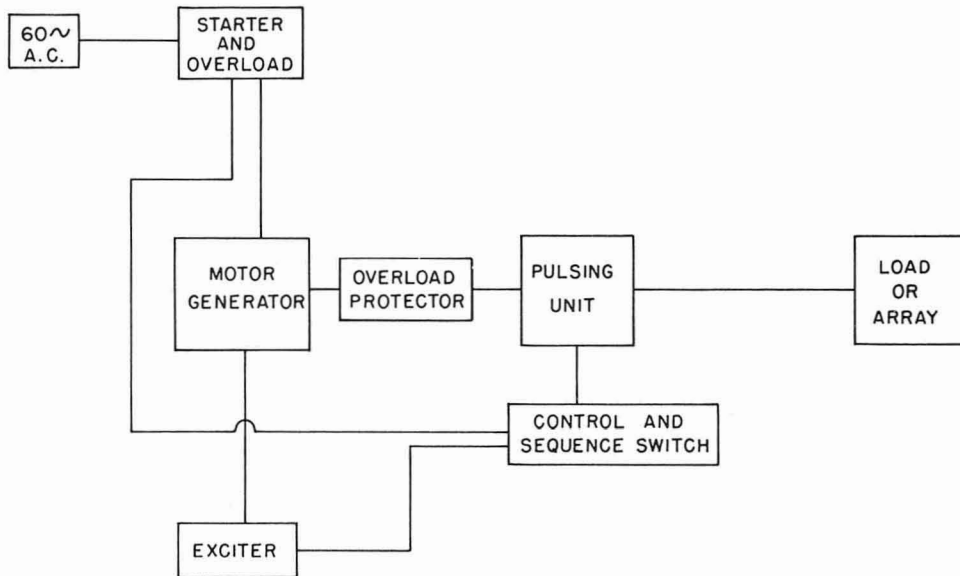 60~
A.C.
STARTER
AND
OVERLOAD
MOTOR
GENERATOR
OVERLOAD
PROTECTOR
PULSING
UNIT
LOAD
OR
ARRAY
CONTROL AND
SEQUENCE SWITCH
EXCITER